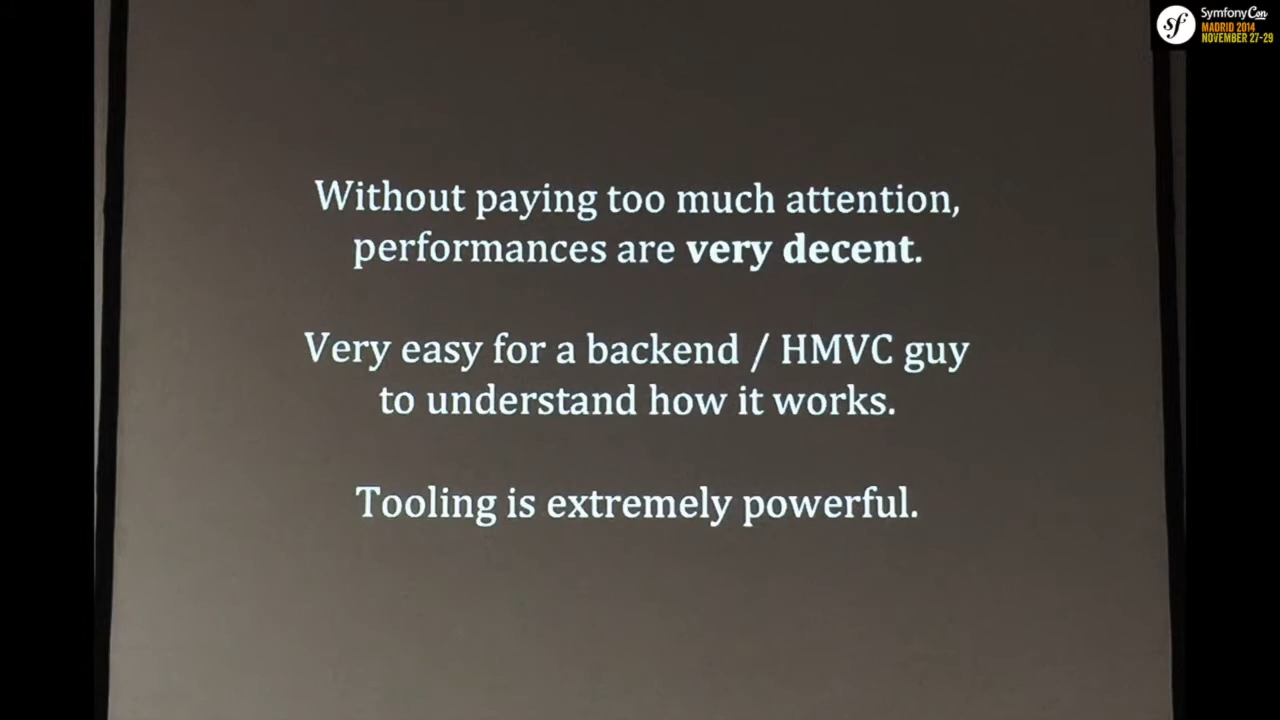 sf
SymfonyCon
MADRID 2014
NOVEMBER 27-29
Without paying too much attention,
performances are very decent.
Very easy for a backend / HMVC guy
to understand how it works.
Tooling is extremely powerful.